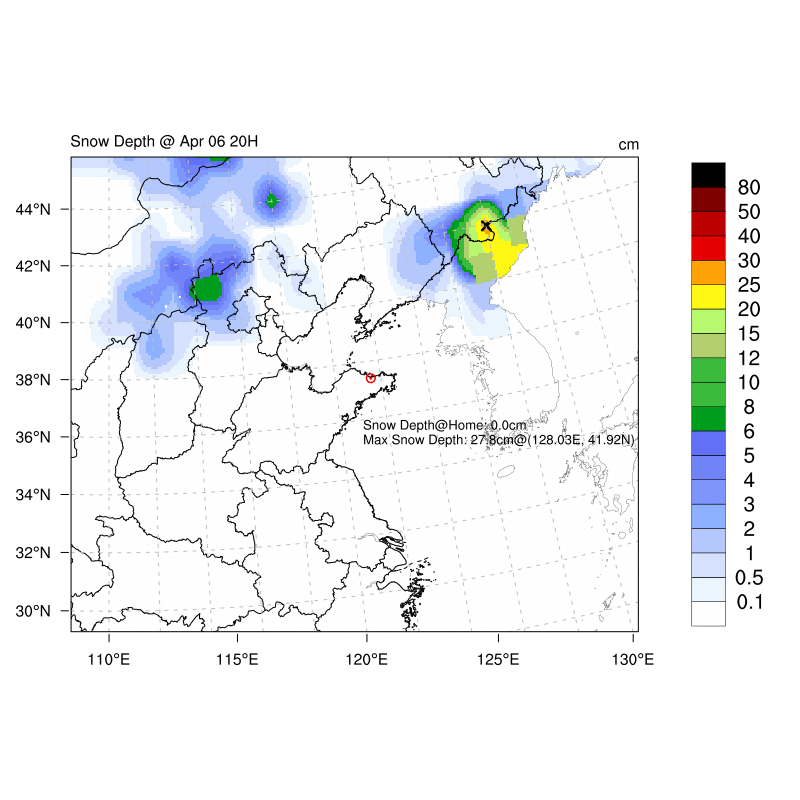 Snow Depth @ Apr 06 20H
cm
44°N
42°N
40°N
38°N
36°N
34°N
32°N
30°N
110°E
115°E
120°E
125°E
130°E
Snow Depth@Home: 0.0cm
Max Snow Depth: 27.8cm@(128.03E, 41.92N)
80
50
40
30
25
20
15
12
10
8
6
5
4
3
2
1
0.5
0.1